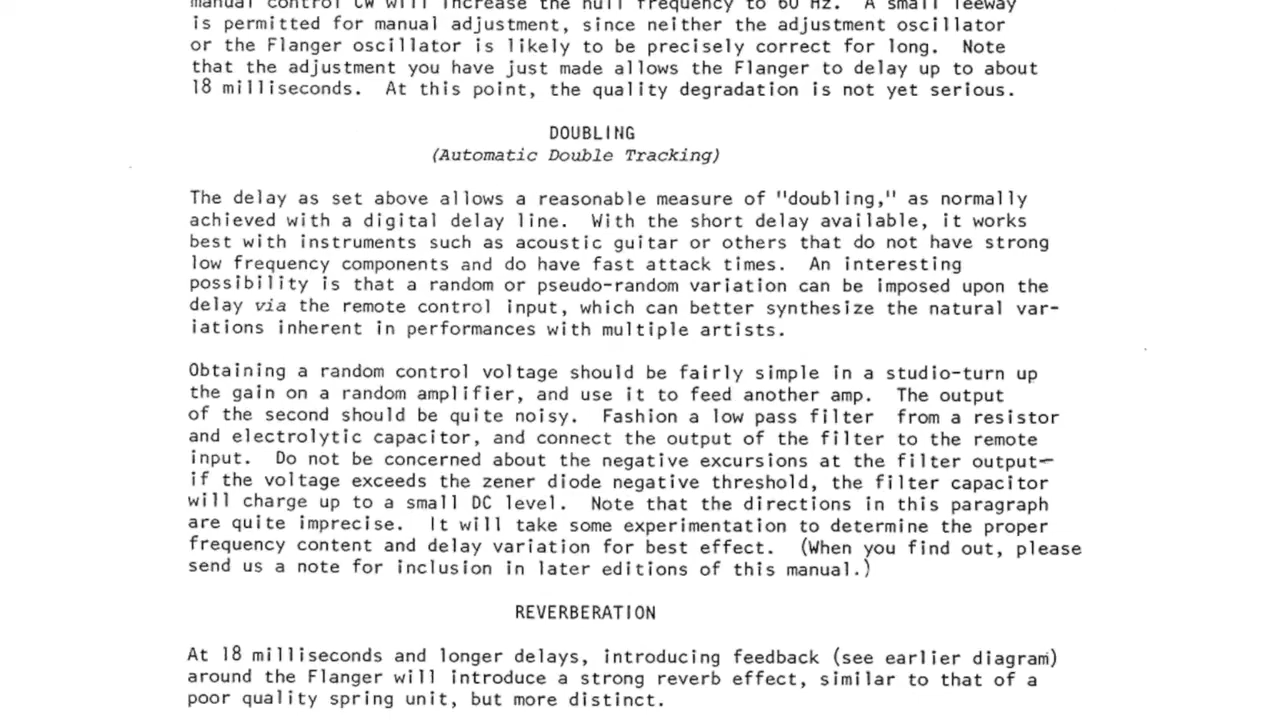 manual control CW will increase the null frequency to 60 Hz.  A small leeway
is permitted for manual adjustment, since neither the adjustment oscillator
or the Flanger oscillator is likely to be precisely correct for long.  Note
that the adjustment you have just made allows the Flanger to delay up to about
18 milliseconds.  At this point, the quality degradation is not yet serious.
DOUBLING
(Automatic Double Tracking)
The delay as set above allows a reasonable measure of "doubling," as normally
achieved with a digital delay line.  With the short delay available, it works
best with instruments such as acoustic guitar or others that do not have strong
low frequency components and do have fast attack times.  An interesting
possibility is that a random or pseudo-random variation can be imposed upon the
delay via the remote control input, which can better synthesize the natural var-
iations inherent in performances with multiple artists.
Obtaining a random control voltage should be fairly simple in a studio-turn up
the gain on a random amplifier, and use it to feed another amp.  The output
of the second should be quite noisy.  Fashion a low pass filter  from a resistor
and electrolytic capacitor, and connect the output of the filter to the remote
input.  Do not be concerned about the negative excursions at the filter output—
if the voltage exceeds the zener diode negative threshold, the filter capacitor
will charge up to a small DC level.  Note that the directions in this paragraph
are quite imprecise.  It will take some experimentation to determine the proper
frequency content and delay variation for best effect.  (When you find out, please
send us a note for inclusion in later editions of this manual.)
REVERBERATION
At 18 milliseconds and longer delays, introducing feedback (see earlier diagram)
around the Flanger will introduce a strong reverb effect, similar to that of a
poor quality spring unit, but more distinct.